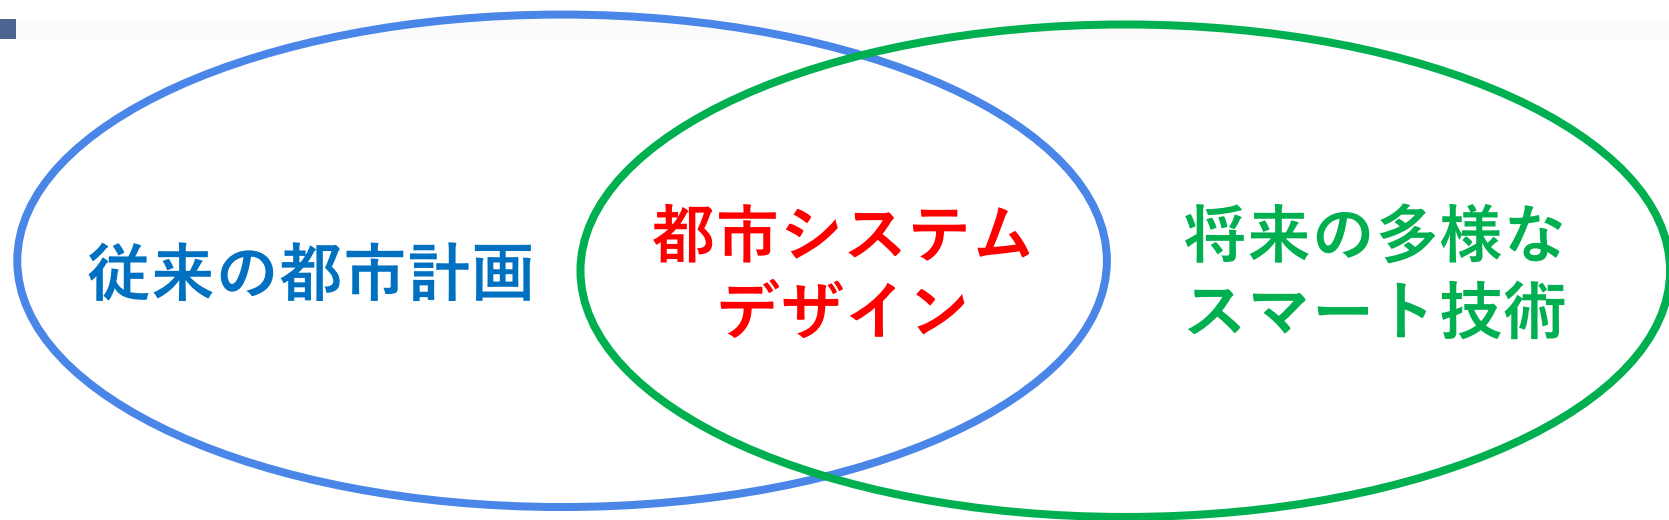 従来の都市計画
都市システム
デザイン
将来の多様な
スマート技術